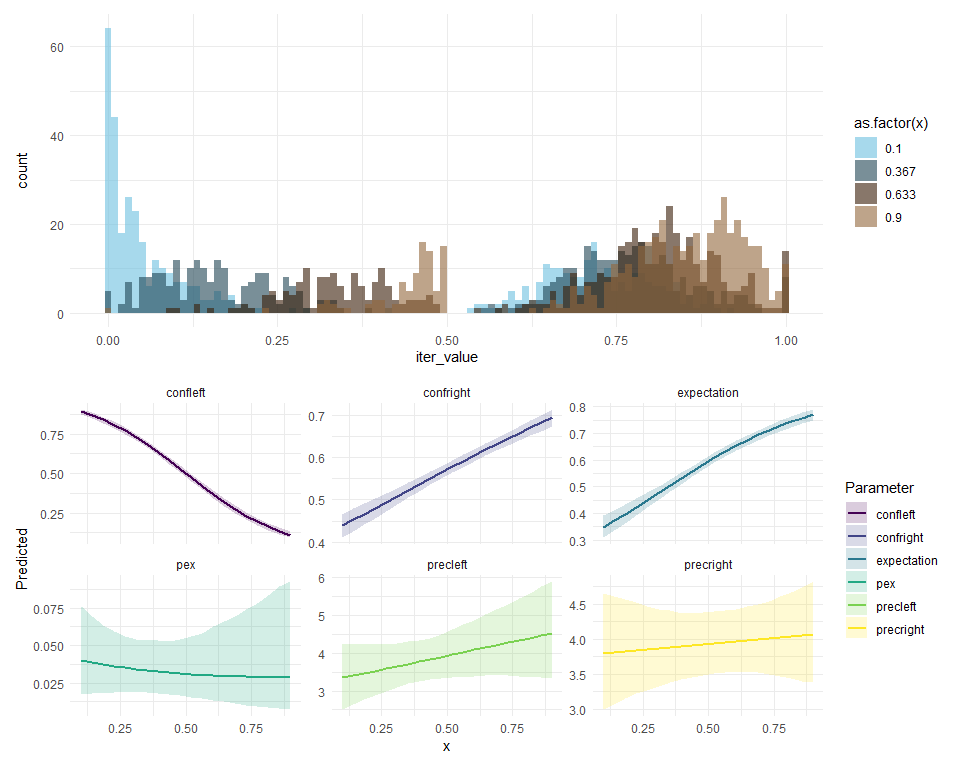 60
40
20
0
count
0.00
0.25
0.50
0.75
1.00
iter_value
as.factor(x)
0.1
0.367
0.633
0.9
confleft
confright
expectation
0.75
0.50
0.25
0.7
0.6
0.5
0.4
0.8
0.7
0.6
0.5
0.4
0.3
Predicted
pex
precleft
precright
0.075
0.050
0.025
6
5
4
3
4.5
4.0
3.5
3.0
0.25
0.50
0.75
0.25
0.50
0.75
0.25
0.50
0.75
x
Parameter
confleft
confright
expectation
pex
precleft
precright